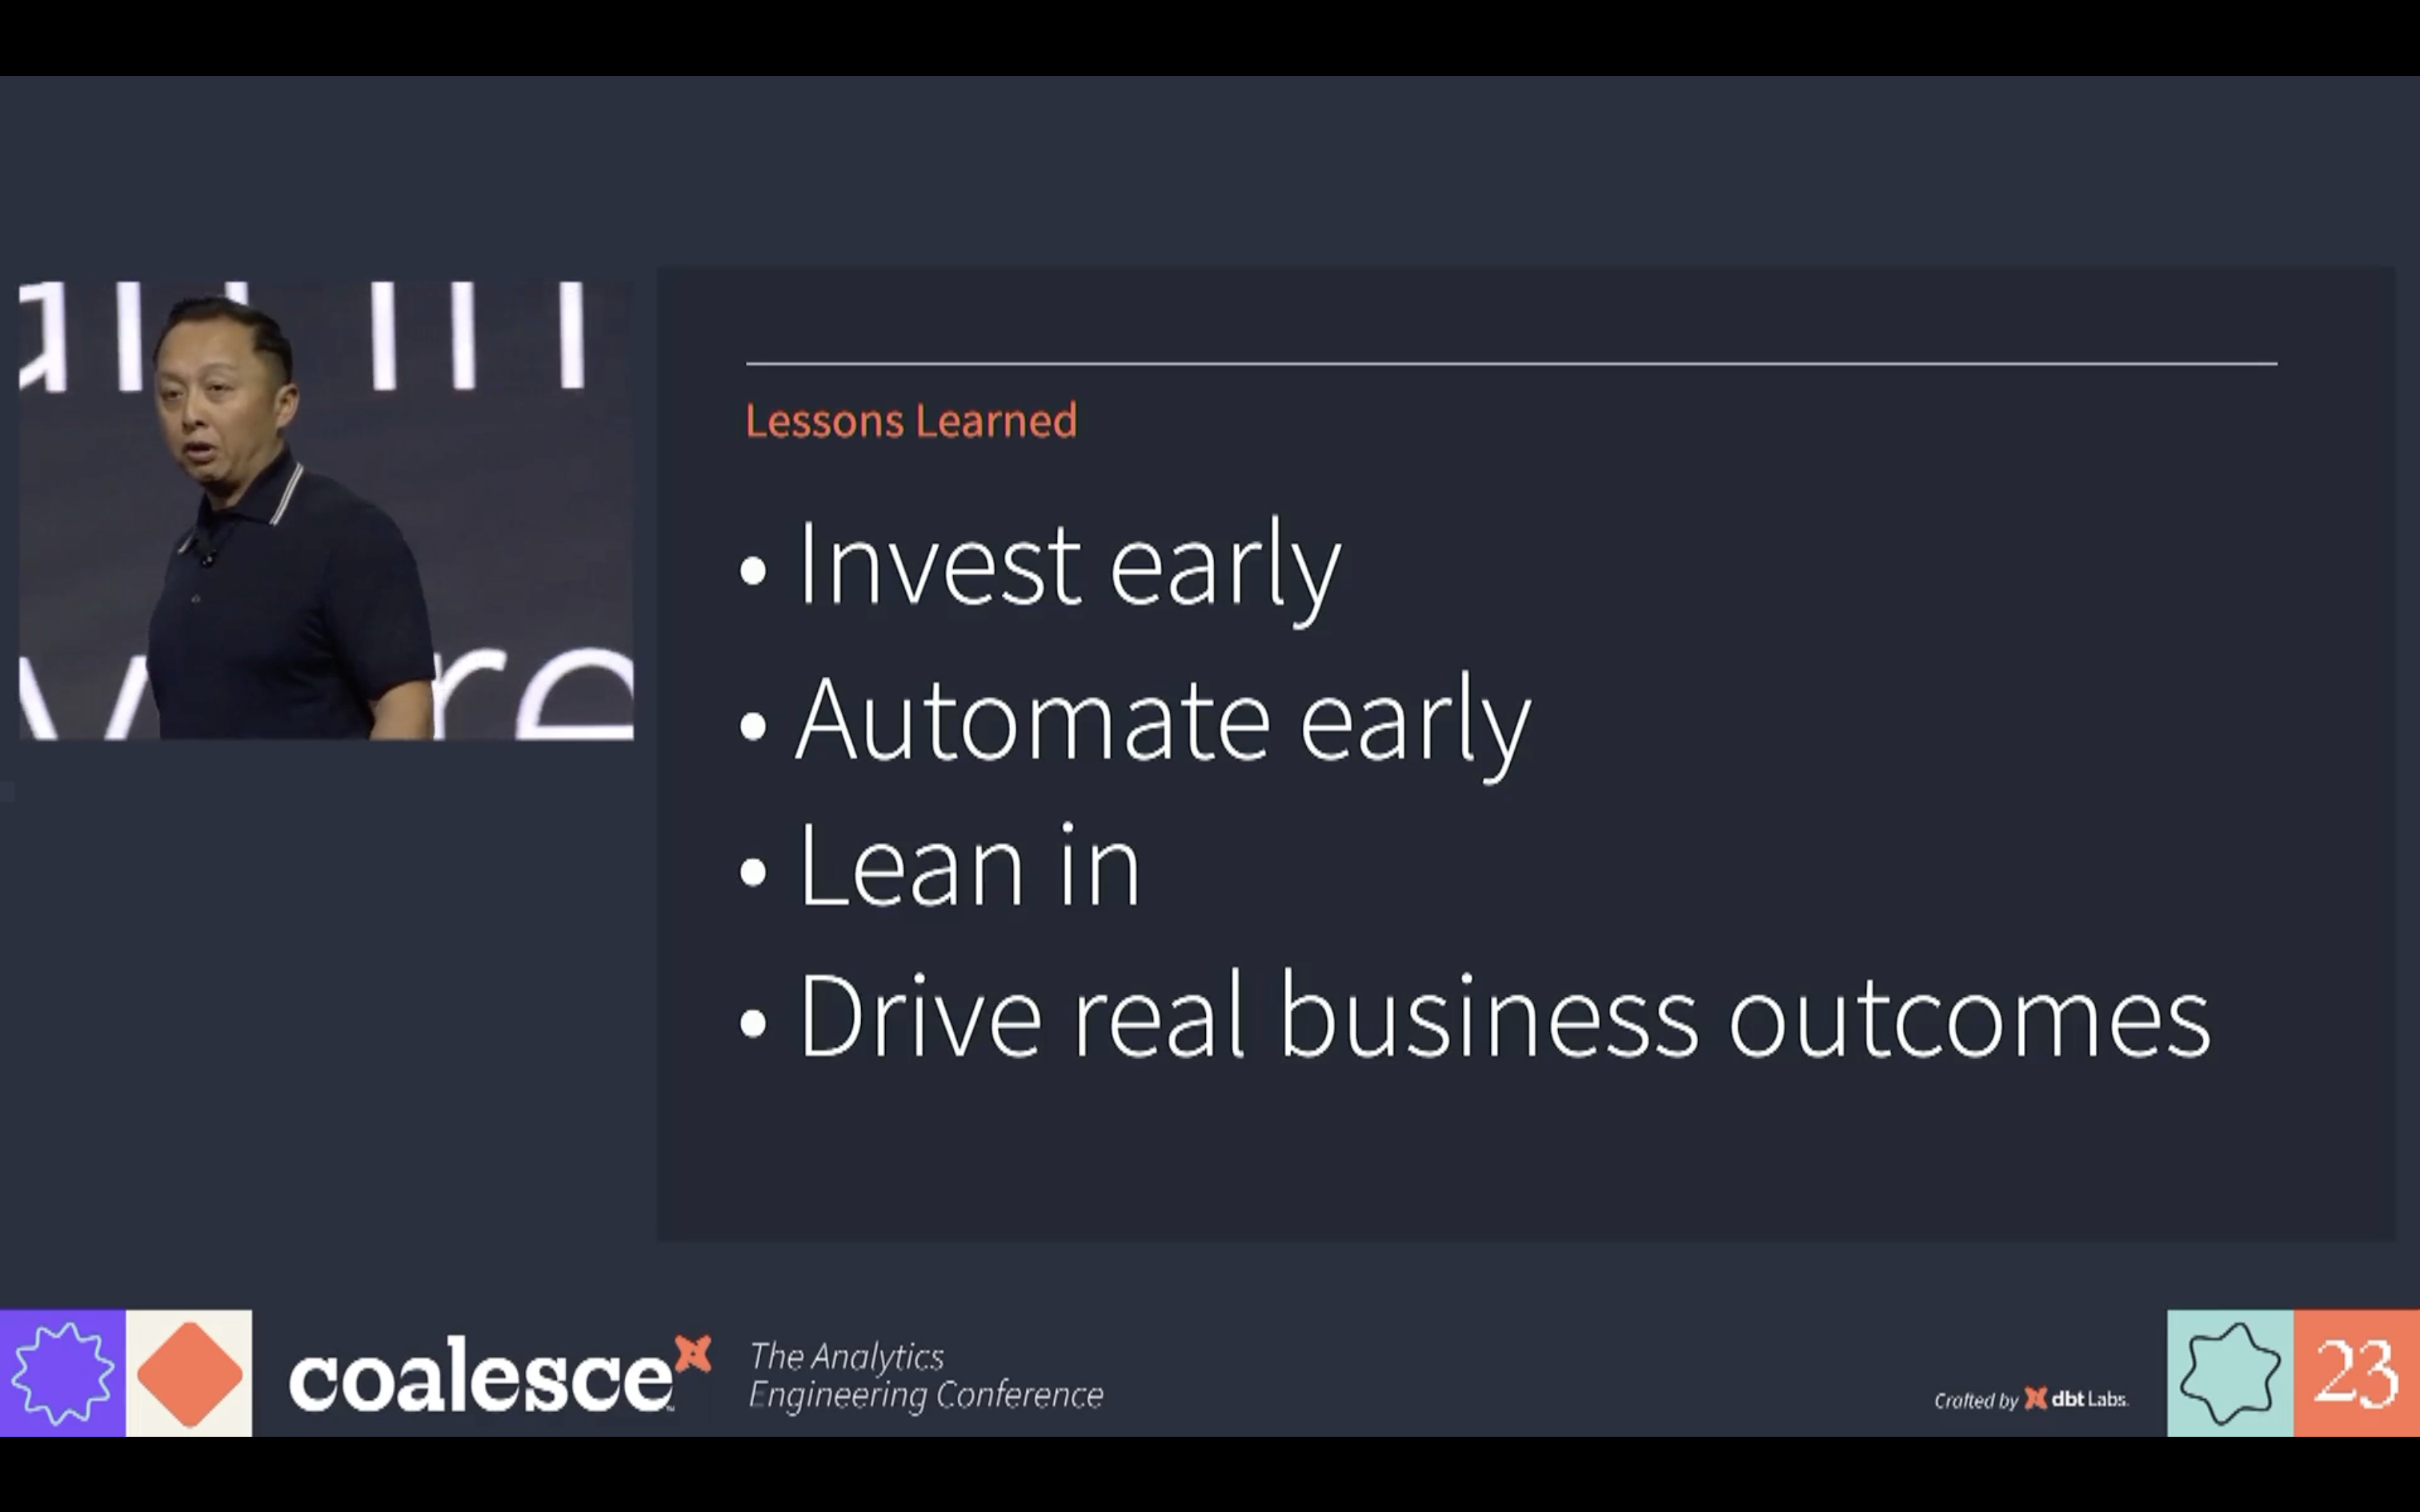 Lessons Learned
• Invest early
• Automate early
• Lean in
• Drive real business outcomes
coalesce
The Analytics
Engineering Conference
Crafted by dbt Labs.
23